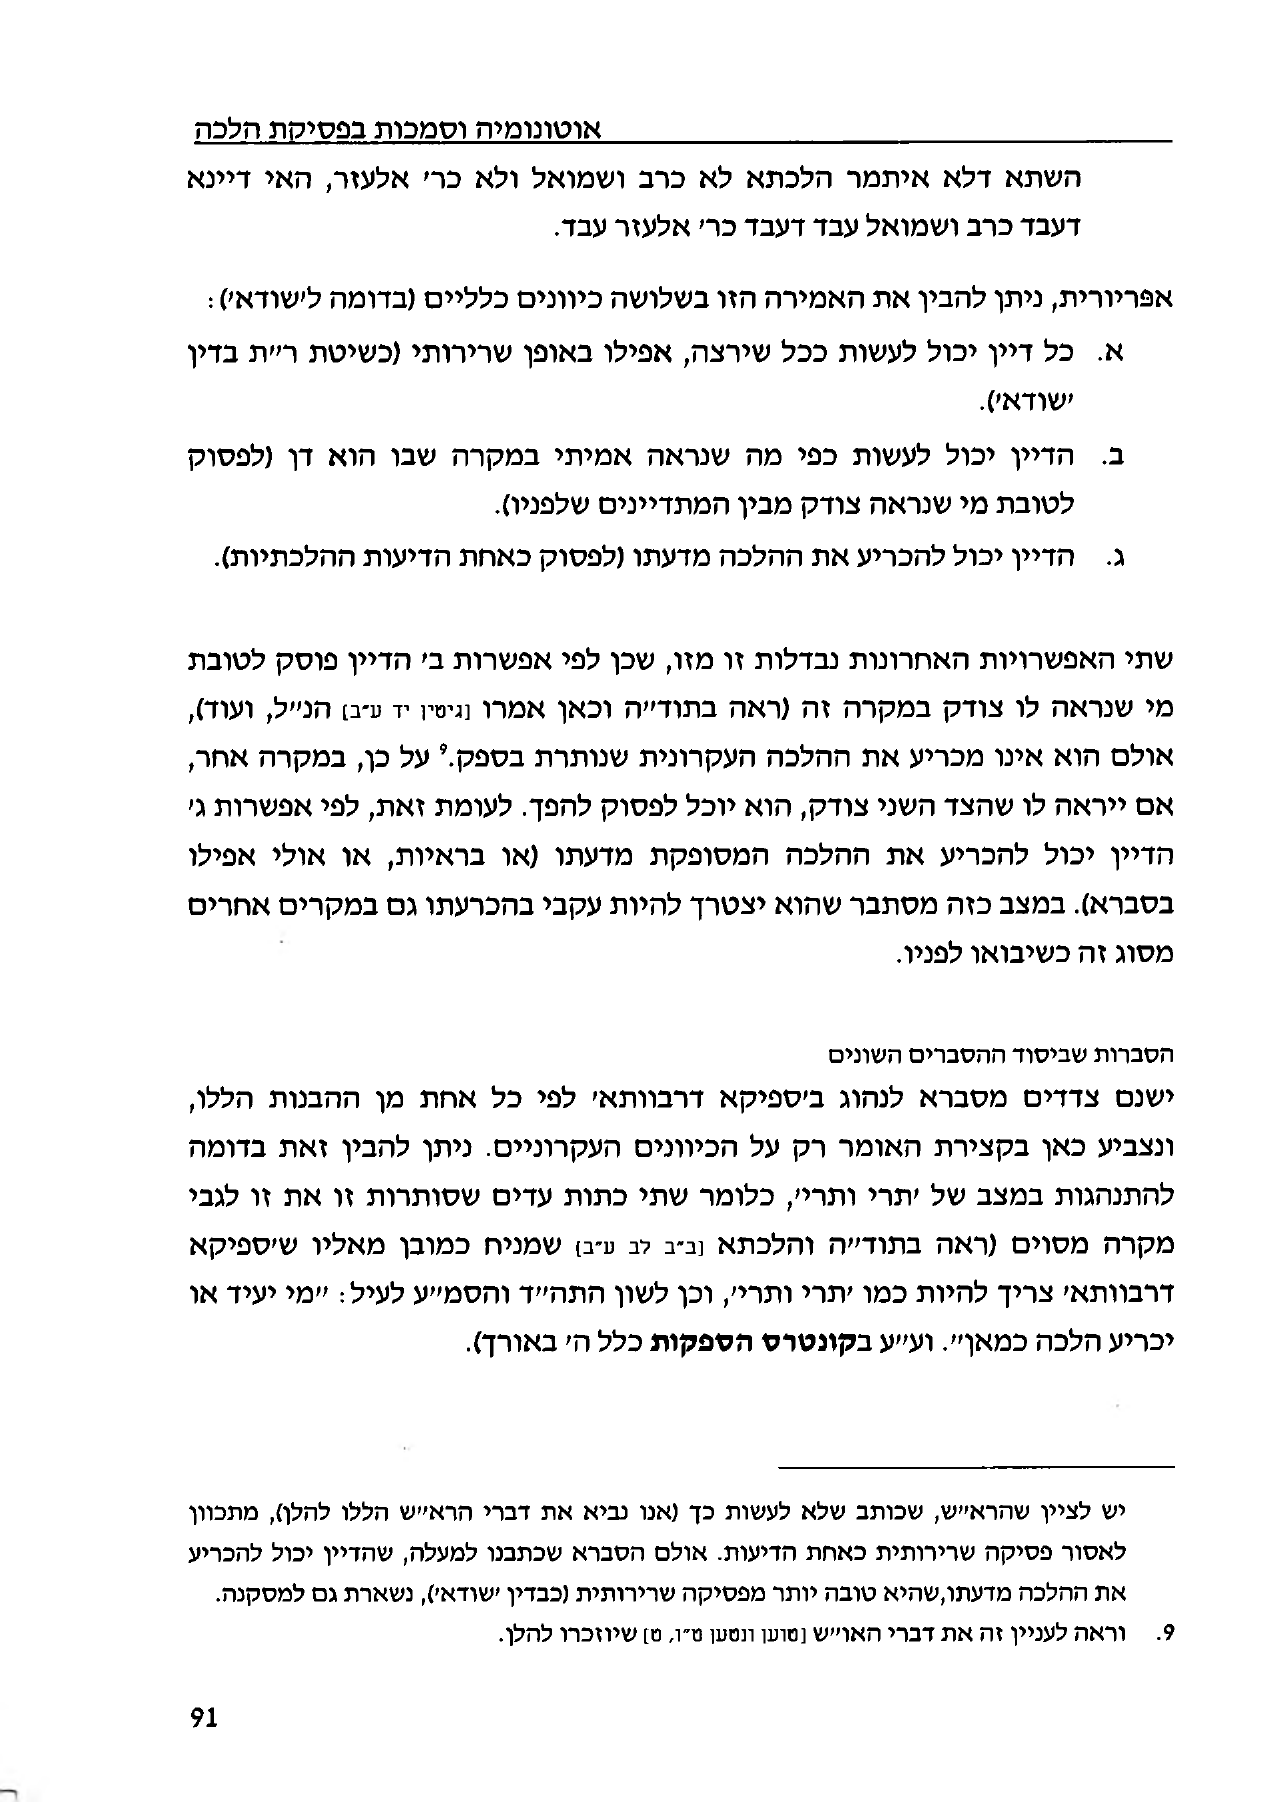 אוטונומיה וסמכות בפסיקת הלכה
השתא דלא איתמר הלכתא לא כרב ושמואל ולא כר׳ אלעזר, האי דיינא
דעבד כרב ושמואל עבד דעבד כר׳ אלעזר עבד.
אפריורית, ניתן להבין את האמירה הזו בשלושה כיוונים כלליים (בדומה ל׳שודא׳):
א. כל דיין יכול לעשות ככל שירצה, אפילו באופן שרירותי (כשיטת ר״ת בדין
׳שודא׳).
ב. הדיין יכול לעשות כפי מה שנראה אמיתי במקרה שבו הוא דן (לפסוק
לטובת מי שנראה צודק מבין המתדיינים שלפניו).
ג. הדיין יכול להכריע את ההלכה מדעתו (לפסוק כאחת הדיעות ההלכתיות).
שתי האפשרויות האחרונות נבדלות זו מזו, שכן לפי אפשרות ב׳ הדיין פוסק לטובת
מי שנראה לו צודק במקרה זה (ראה בתוד״ה וכאן אמרו [גיטין יד ע״ב] הנ״ל, ועוד),
אולם הוא אינו מכריע את ההלכה העקרונית שנותרת בספק.⁹ על כן, במקרה אחר,
אם ייראה לו שהצד השני צודק, הוא יוכל לפסוק להפך. לעומת זאת, לפי אפשרות ג׳
הדיין יכול להכריע את ההלכה המסופקת מדעתו (או בראיות, או אולי אפילו
בסברא). במצב כזה מסתבר שהוא יצטרך להיות עקבי בהכרעתו גם במקרים אחרים
מסוג זה כשיבואו לפניו.
הסברות שביסוד ההסברים השונים
ישנם צדדים מסברא לנהוג ב׳ספיקא דרבוותא׳ לפי כל אחת מן ההבנות הללו,
ונצביע כאן בקצירת האומר רק על הכיוונים העקרוניים. ניתן להבין זאת בדומה
להתנהגות במצב של ׳תרי ותרי׳, כלומר שתי כתות עדים שסותרות זו את זו לגבי
מקרה מסוים (ראה בתוד״ה והלכתא [ב״ב לב ע״ב] שמניח כמובן מאליו ש׳ספיקא
דרבוותא׳ צריך להיות כמו ׳תרי ותרי׳, וכן לשון התה״ד והסמ״ע לעיל: ״מי יעיד או
יכריע הלכה כמאן״. וע״ע בקונטרס הספקות כלל ה׳ באורך).
יש לציין שהרא״ש, שכותב שלא לעשות כך (אנו נביא את דברי הרא״ש הללו להלן), מתכוון
לאסור פסיקה שרירותית כאחת הדיעות. אולם הסברא שכתבנו למעלה, שהדיין יכול להכריע
את ההלכה מדעתו,שהיא טובה יותר מפסיקה שרירותית (כבדין ׳שודא׳), נשארת גם למסקנה.
9. וראה לעניין זה את דברי האו״ש [טוען ונטען ט״ו, ט] שיוזכרו להלן.
91